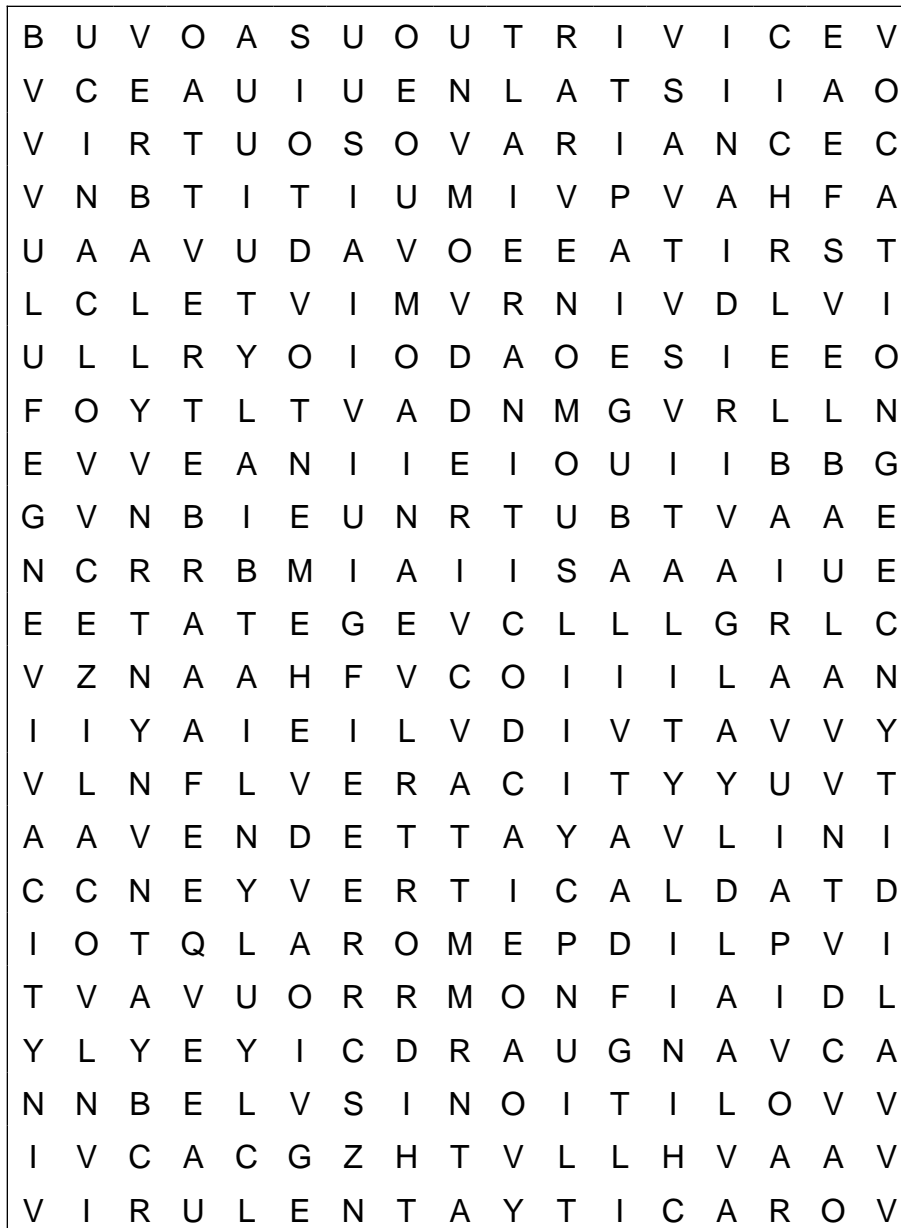 B U V O A S U O U T R I V I C E V
V C E A U I U E N L A T S I I A O
V I R T U O S O V A R I A N C E C
V N B T I T I U M I V P V A H F A
U A A V U D A V O E E A T I R S T
L C L E T V I M V R N I V D L V I
U L L R Y O I O D A O E S I E E O
F O Y T L T V A D N M G V R L L N
E V V E A N I I E I O U I I B B G
G V N B I E U N R T U B T V A A E
N C R R B M I A I I S A A A I U E
E E T A T E G E V C L L L G R L C
V Z N A A H F V C O I I I L A A N
I I Y A I E I L V D I V T A V V Y
V L N F L V E R A C I T Y Y U V T
A A V E N D E T T A Y A V L I N I
C C N E Y V E R T I C A L D A T D
I O T Q L A R O M E P D I L P V I
T V A V U O R R M O N F I A I D L
Y L Y E Y I C D R A U G N A V C A
N N B E L V S I N O I T I L O V V
I V C A C G Z H T V L L H V A A V
V I R U L E N T A Y T I C A R O V